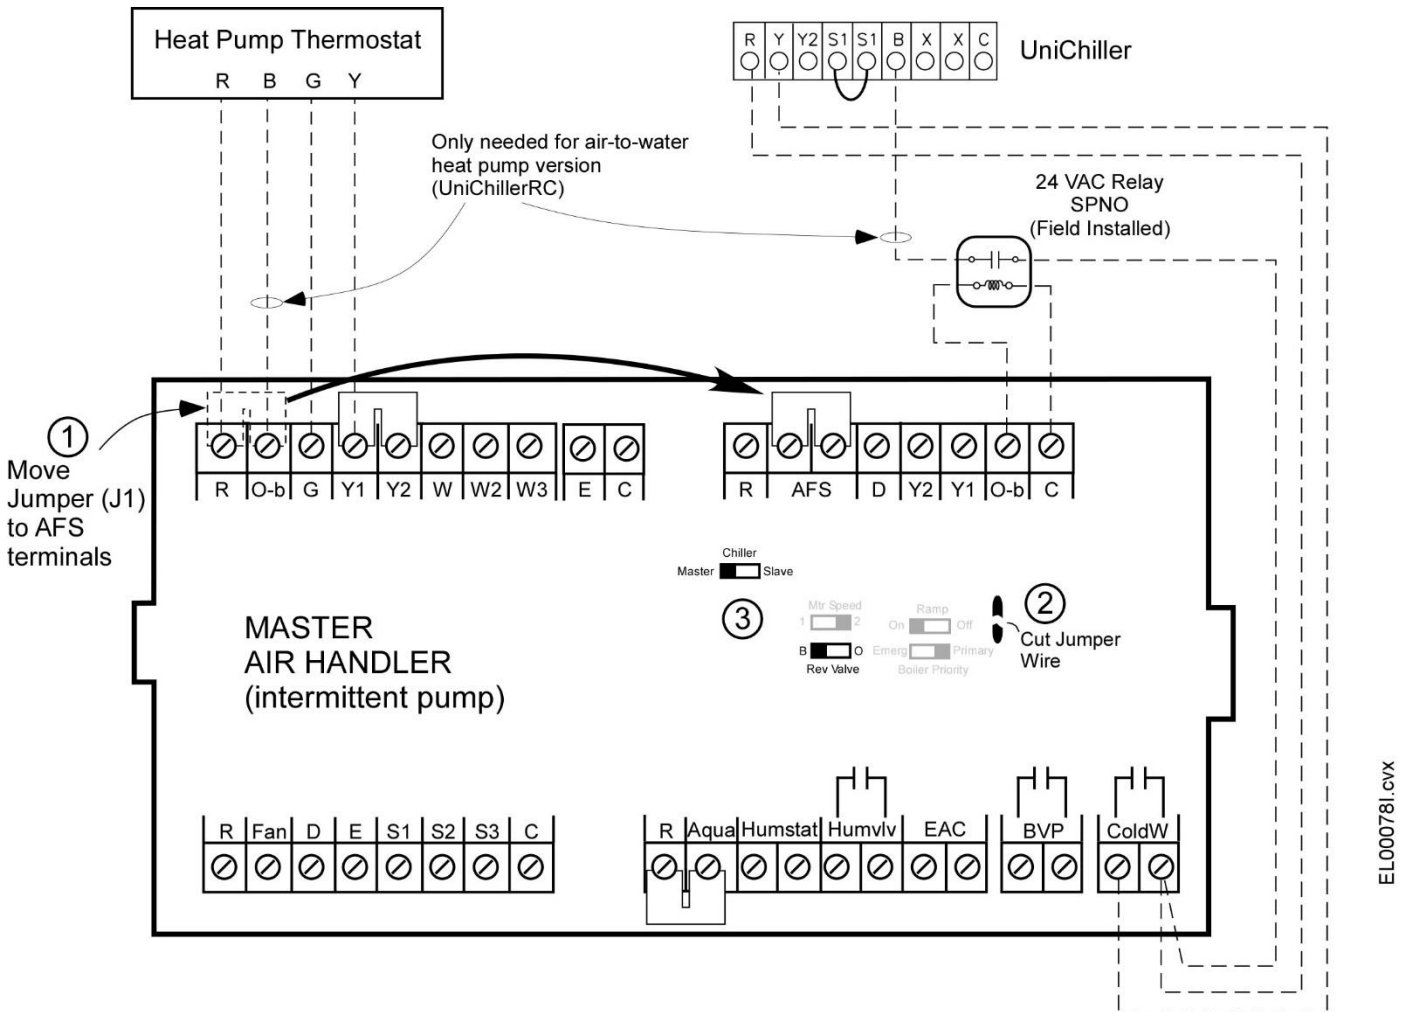 Heat Pump Thermostat
R B G Y
R Y Y2 S1 S1 B X X C
UniChiller
Only needed for air-to-water
heat pump version
(UniChillerRC)
24 VAC Relay
SPNO
(Field Installed)
1
Move
Jumper (J1)
to AFS
terminals
R O-b G Y1 Y2 W W2 W3 E C
R AFS D Y2 Y1 O-b C
Chiller
Master Slave
3
Mtr Speed
1 2
Ramp
On Off
B O
Rev Valve
Emerg Primary
Boiler Priority
2
Cut Jumper
Wire
MASTER
AIR HANDLER
(intermittent pump)
R Fan D E S1 S2 S3 C
R Aqua Humstat Humvlv EAC BVP ColdW
EL00078I.cvx